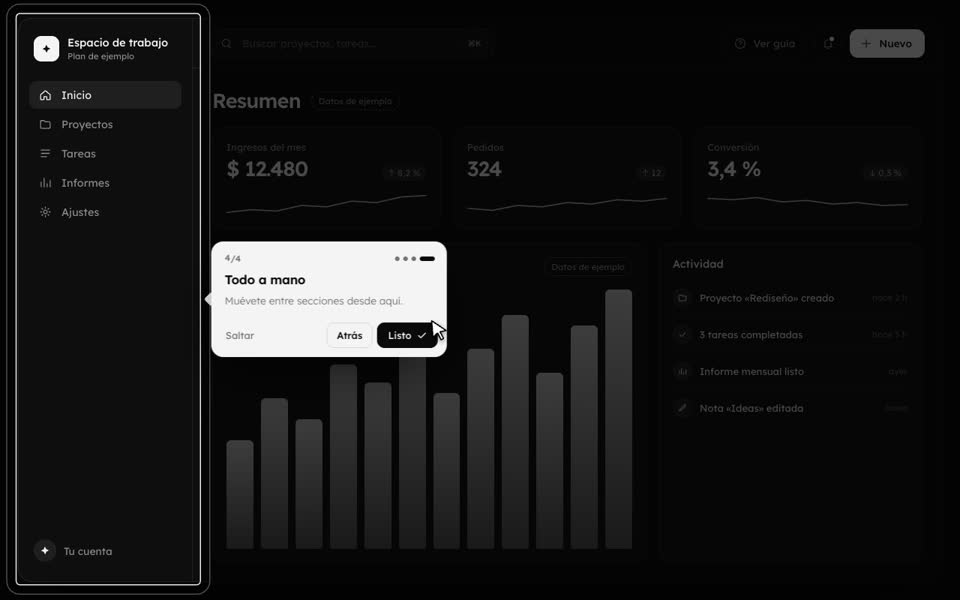 Espacio de trabajo
Plan de ejemplo
Inicio
Proyectos
Tareas
Informes
Ajustes
Tu cuenta
Buscar proyectos, tareas...
⌘K
Ver guía
Nuevo
Resumen
Datos de ejemplo
Ingresos del mes
$ 12.480
↑ 8,2 %
Pedidos
324
↑ 12
Conversión
3,4 %
↓ 0,3 %
4/4
Todo a mano
Muévete entre secciones desde aquí.
Saltar
Atrás
Listo
Datos de ejemplo
Actividad
Proyecto «Rediseño» creado
hace 2 h
3 tareas completadas
hace 5 h
Informe mensual listo
ayer
Nota «Ideas» editada